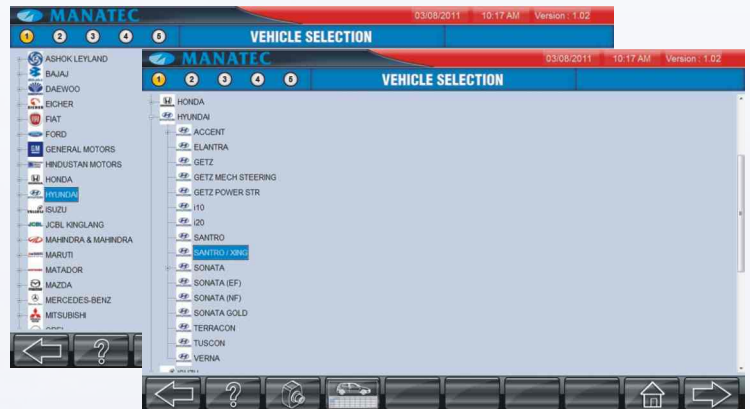 MANATEC
03/08/2011 10:17 AM Version : 1.02
1 2 3 4 5 VEHICLE SELECTION
ASHOK LEYLAND
BAJAJ
DAEWOO
EICHER
FIAT
FORD
GENERAL MOTORS
HINDUSTAN MOTORS
HONDA
HYUNDAI
ISUZU
JCBL KINGLANG
MAHINDRA & MAHINDRA
MARUTI
MATADOR
MAZDA
MERCEDES-BENZ
MITSUBISHI
OPEL
MANATEC
03/08/2011 10:17 AM Version : 1.02
1 2 3 4 5 VEHICLE SELECTION
HONDA
HYUNDAI
ACCENT
ELANTRA
GETZ
GETZ MECH STEERING
GETZ POWER STR
i10
i20
SANTRO
SANTRO / XING
SONATA
SONATA (EF)
SONATA (NF)
SONATA GOLD
TERRACON
TUSCON
VERNA